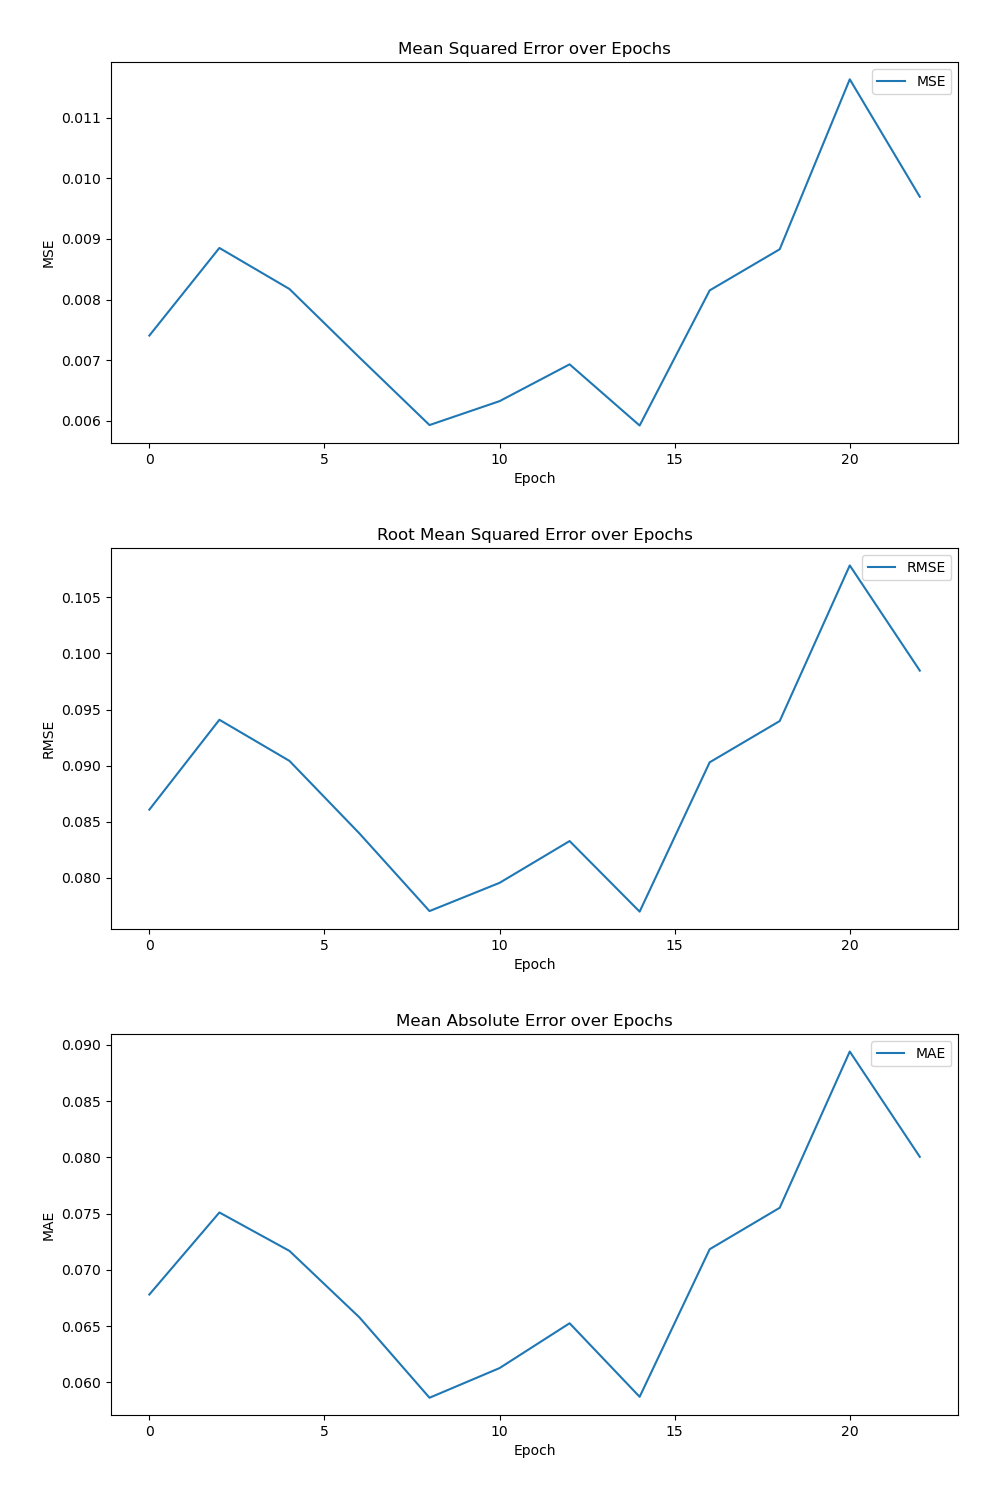 Mean Squared Error over Epochs
MSE
0.011
0.010
0.009
0.008
0.007
0.006
MSE
0 5 10 15 20
Epoch
Root Mean Squared Error over Epochs
RMSE
0.105
0.100
0.095
0.090
0.085
0.080
RMSE
0 5 10 15 20
Epoch
Mean Absolute Error over Epochs
MAE
0.090
0.085
0.080
0.075
0.070
0.065
0.060
MAE
0 5 10 15 20
Epoch